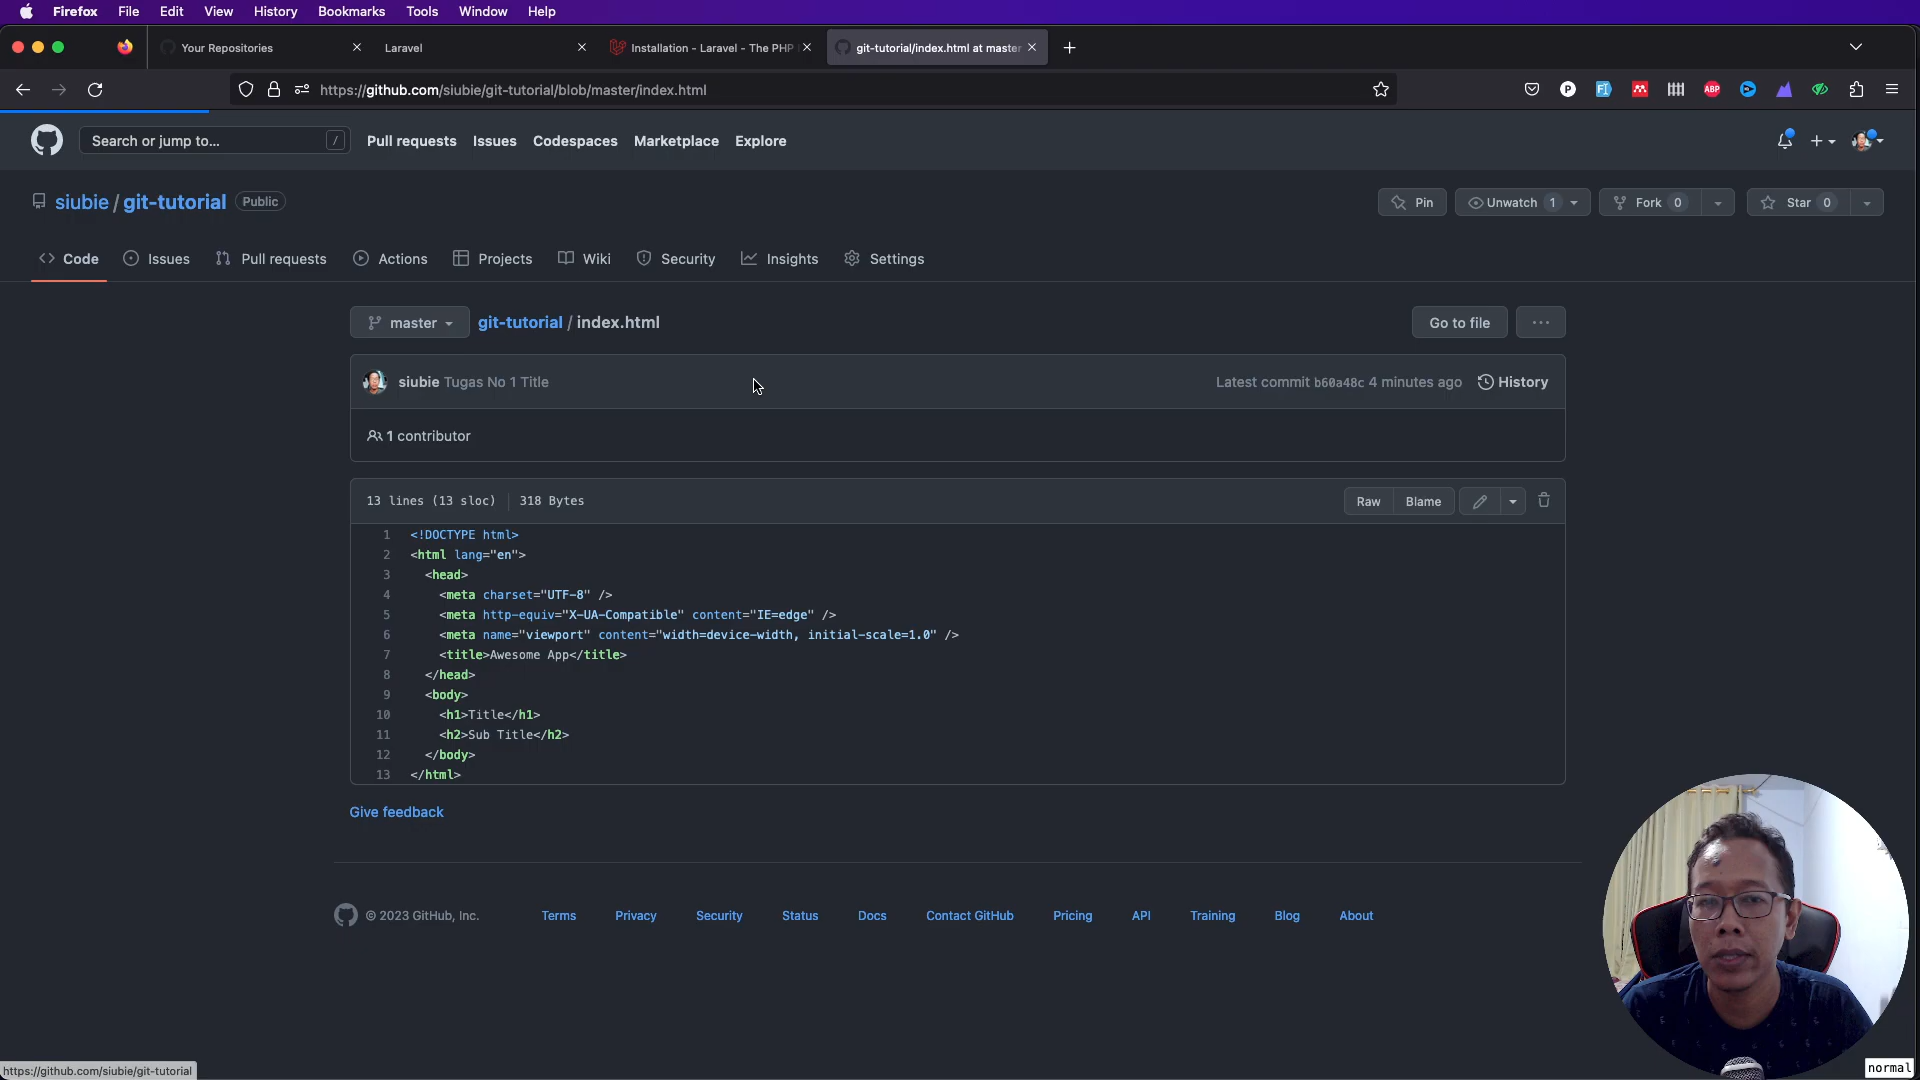 Firefox File Edit View History Bookmarks Tools Window Help
Your Repositories Laravel Installation - Laravel - The PHP git-tutorial/index.html at master
https://github.com/siubie/git-tutorial/blob/master/index.html
Search or jump to... / Pull requests Issues Codespaces Marketplace Explore
siubie / git-tutorial Public Pin Unwatch 1 Fork 0 Star 0
Code Issues Pull requests Actions Projects Wiki Security Insights Settings
master git-tutorial / index.html Go to file ...
siubie Tugas No 1 Title Latest commit b60a48c 4 minutes ago History
1 contributor
13 lines (13 sloc) 318 Bytes Raw Blame
1 <!DOCTYPE html>
2 <html lang="en">
3 <head>
4 <meta charset="UTF-8" />
5 <meta http-equiv="X-UA-Compatible" content="IE=edge" />
6 <meta name="viewport" content="width=device-width, initial-scale=1.0" />
7 <title>Awesome App</title>
8 </head>
9 <body>
10 <h1>Title</h1>
11 <h2>Sub Title</h2>
12 </body>
13 </html>
Give feedback
© 2023 GitHub, Inc. Terms Privacy Security Status Docs Contact GitHub Pricing API Training Blog About
https://github.com/siubie/git-tutorial
normal